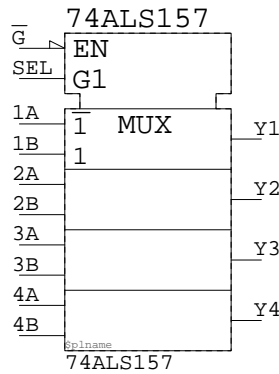 74ALS157
G̅ EN
SEL G1
MUX
1A 1̅
Y1
1B 1
2A
Y2
2B
3A
Y3
3B
4A
Y4
4B
$plname
74ALS157